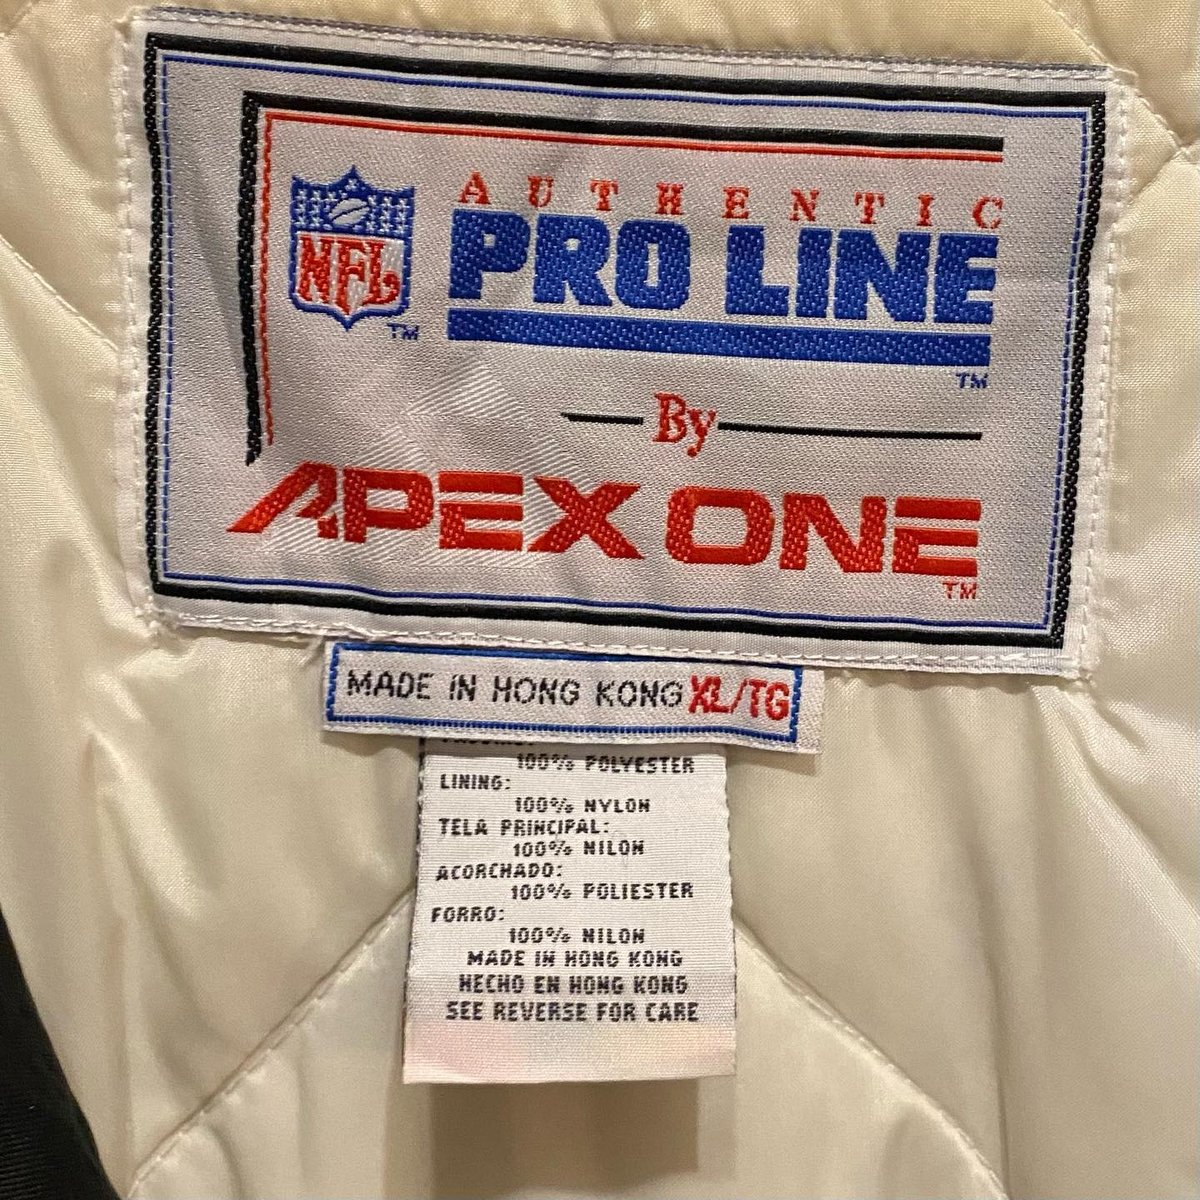 AUTHENTIC
NFL
PRO LINE
TM
TM
By
APEX ONE
TM
MADE IN HONG KONG XL/TG
100% POLYESTER
LINING:
100% NYLON
TELA PRINCIPAL:
100% NILON
ACORCHADO:
100% POLIESTER
FORRO:
100% NILON
MADE IN HONG KONG
HECHO EN HONG KONG
SEE REVERSE FOR CARE